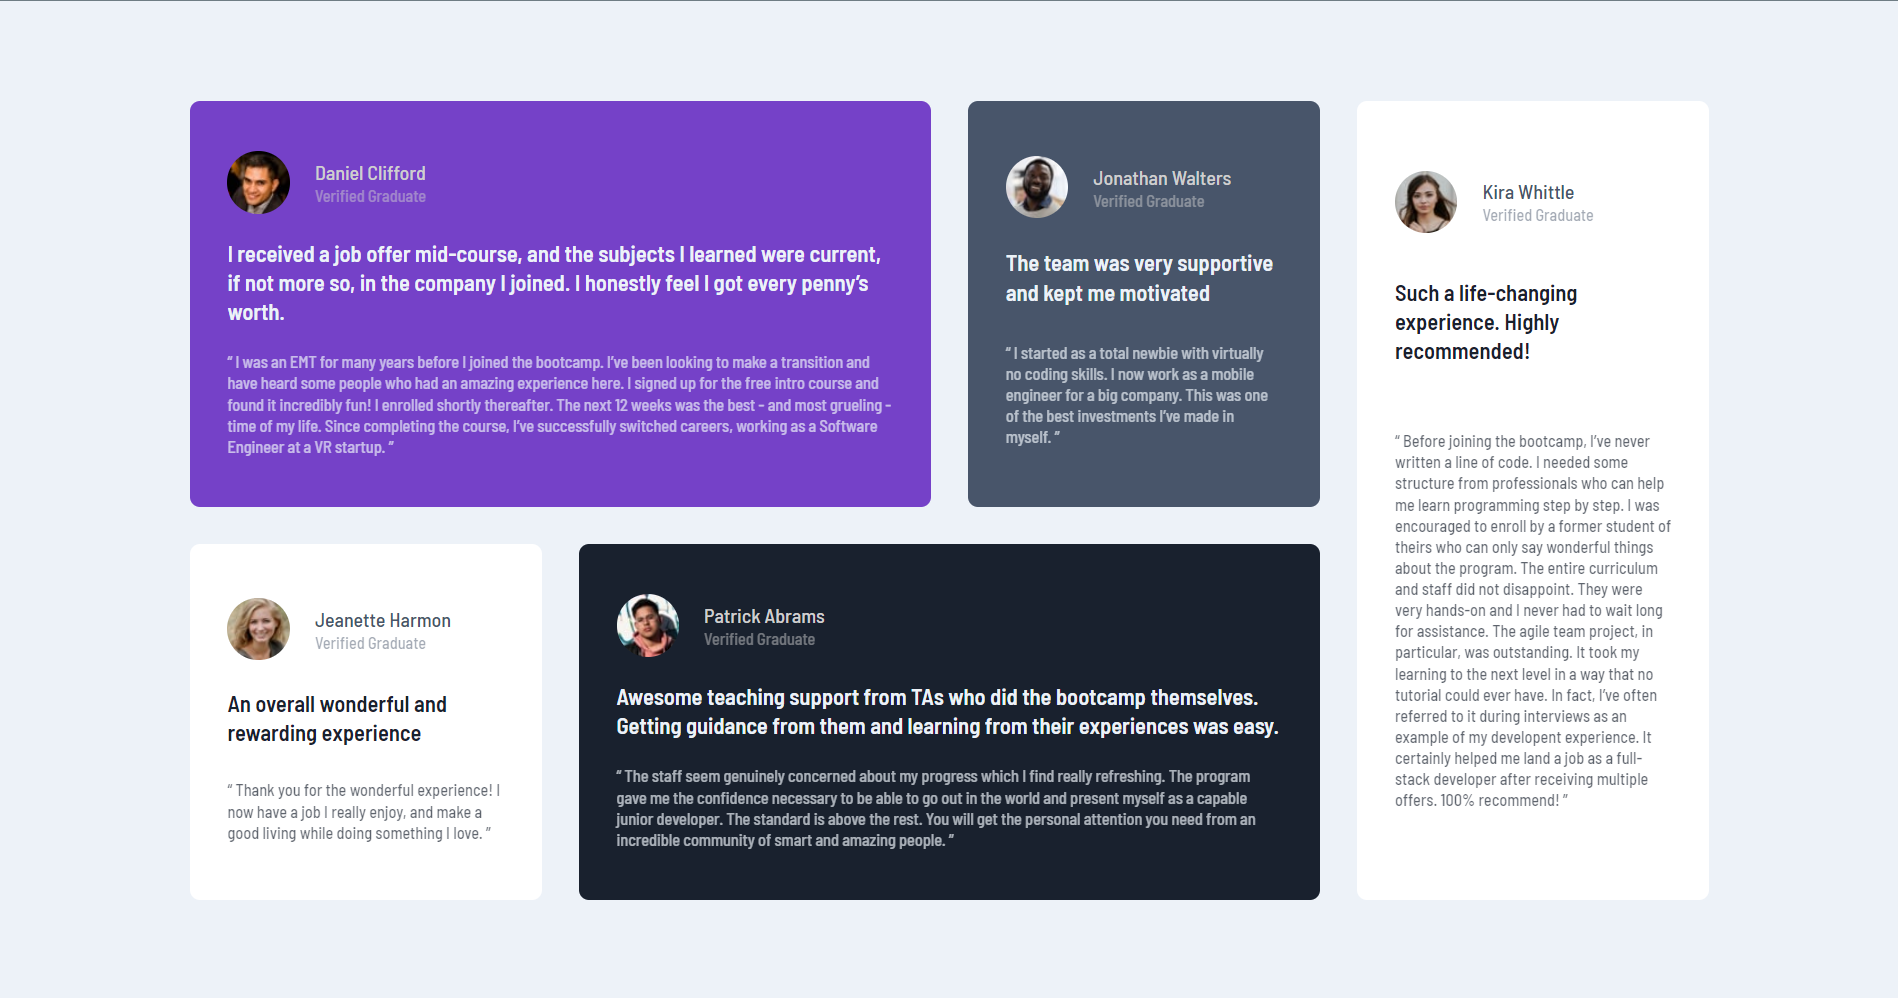 Daniel Clifford
Verified Graduate
I received a job offer mid-course, and the subjects I learned were current,
if not more so, in the company I joined. I honestly feel I got every penny’s
worth.
“ I was an EMT for many years before I joined the bootcamp. I’ve been looking to make a transition and
have heard some people who had an amazing experience here. I signed up for the free intro course and
found it incredibly fun! I enrolled shortly thereafter. The next 12 weeks was the best - and most grueling -
time of my life. Since completing the course, I’ve successfully switched careers, working as a Software
Engineer at a VR startup. ”
Jonathan Walters
Verified Graduate
The team was very supportive
and kept me motivated
“ I started as a total newbie with virtually
no coding skills. I now work as a mobile
engineer for a big company. This was one
of the best investments I’ve made in
myself. ”
Kira Whittle
Verified Graduate
Such a life-changing
experience. Highly
recommended!
“ Before joining the bootcamp, I’ve never
written a line of code. I needed some
structure from professionals who can help
me learn programming step by step. I was
encouraged to enroll by a former student of
theirs who can only say wonderful things
about the program. The entire curriculum
and staff did not disappoint. They were
very hands-on and I never had to wait long
for assistance. The agile team project, in
particular, was outstanding. It took my
learning to the next level in a way that no
tutorial could ever have. In fact, I’ve often
referred to it during interviews as an
example of my developent experience. It
certainly helped me land a job as a full-
stack developer after receiving multiple
offers. 100% recommend! ”
Jeanette Harmon
Verified Graduate
An overall wonderful and
rewarding experience
“ Thank you for the wonderful experience! I
now have a job I really enjoy, and make a
good living while doing something I love. ”
Patrick Abrams
Verified Graduate
Awesome teaching support from TAs who did the bootcamp themselves.
Getting guidance from them and learning from their experiences was easy.
“ The staff seem genuinely concerned about my progress which I find really refreshing. The program
gave me the confidence necessary to be able to go out in the world and present myself as a capable
junior developer. The standard is above the rest. You will get the personal attention you need from an
incredible community of smart and amazing people. ”